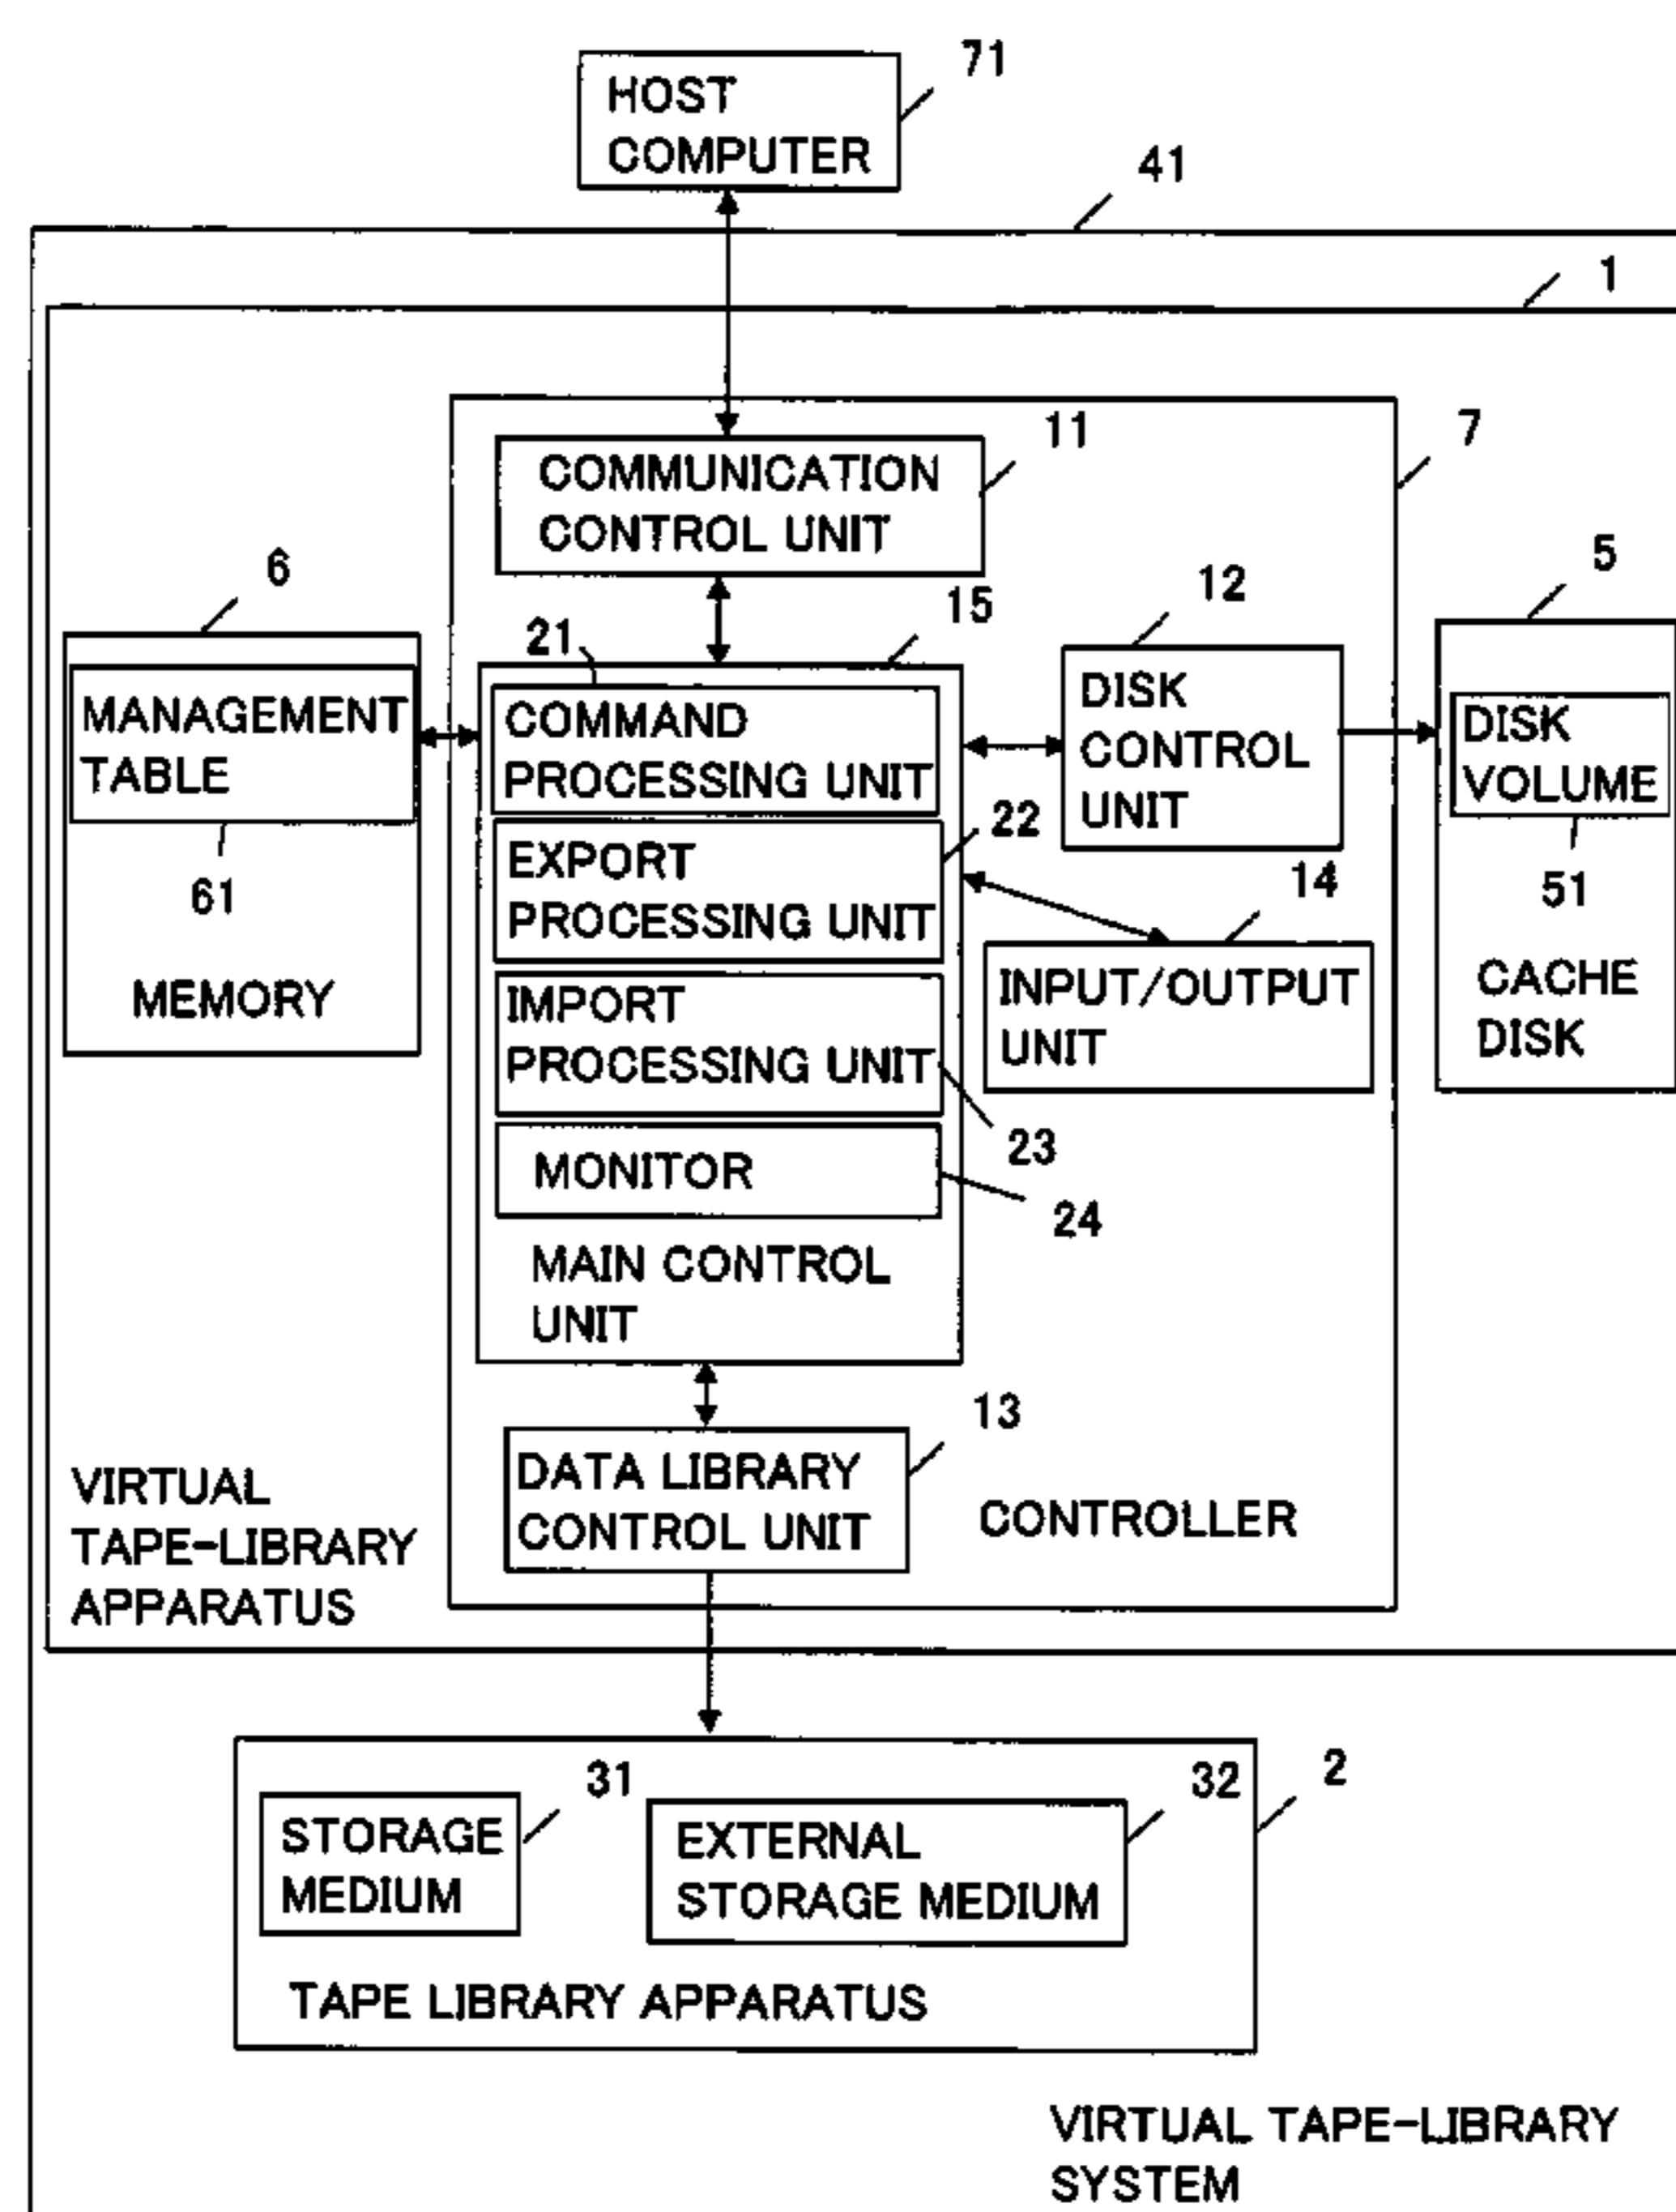 HOST
COMPUTER
71
41
1
COMMUNICATION
CONTROL UNIT
11
7
6
MANAGEMENT
TABLE
61
MEMORY
21
15
COMMAND
PROCESSING UNIT
EXPORT
PROCESSING UNIT
22
IMPORT
PROCESSING UNIT
23
MONITOR
24
MAIN CONTROL
UNIT
12
DISK
CONTROL
UNIT
14
INPUT/OUTPUT
UNIT
5
DISK
VOLUME
51
CACHE
DISK
13
DATA LIBRARY
CONTROL UNIT
CONTROLLER
VIRTUAL
TAPE-LIBRARY
APPARATUS
2
31
STORAGE
MEDIUM
32
EXTERNAL
STORAGE MEDIUM
TAPE LIBRARY APPARATUS
VIRTUAL TAPE-LIBRARY
SYSTEM